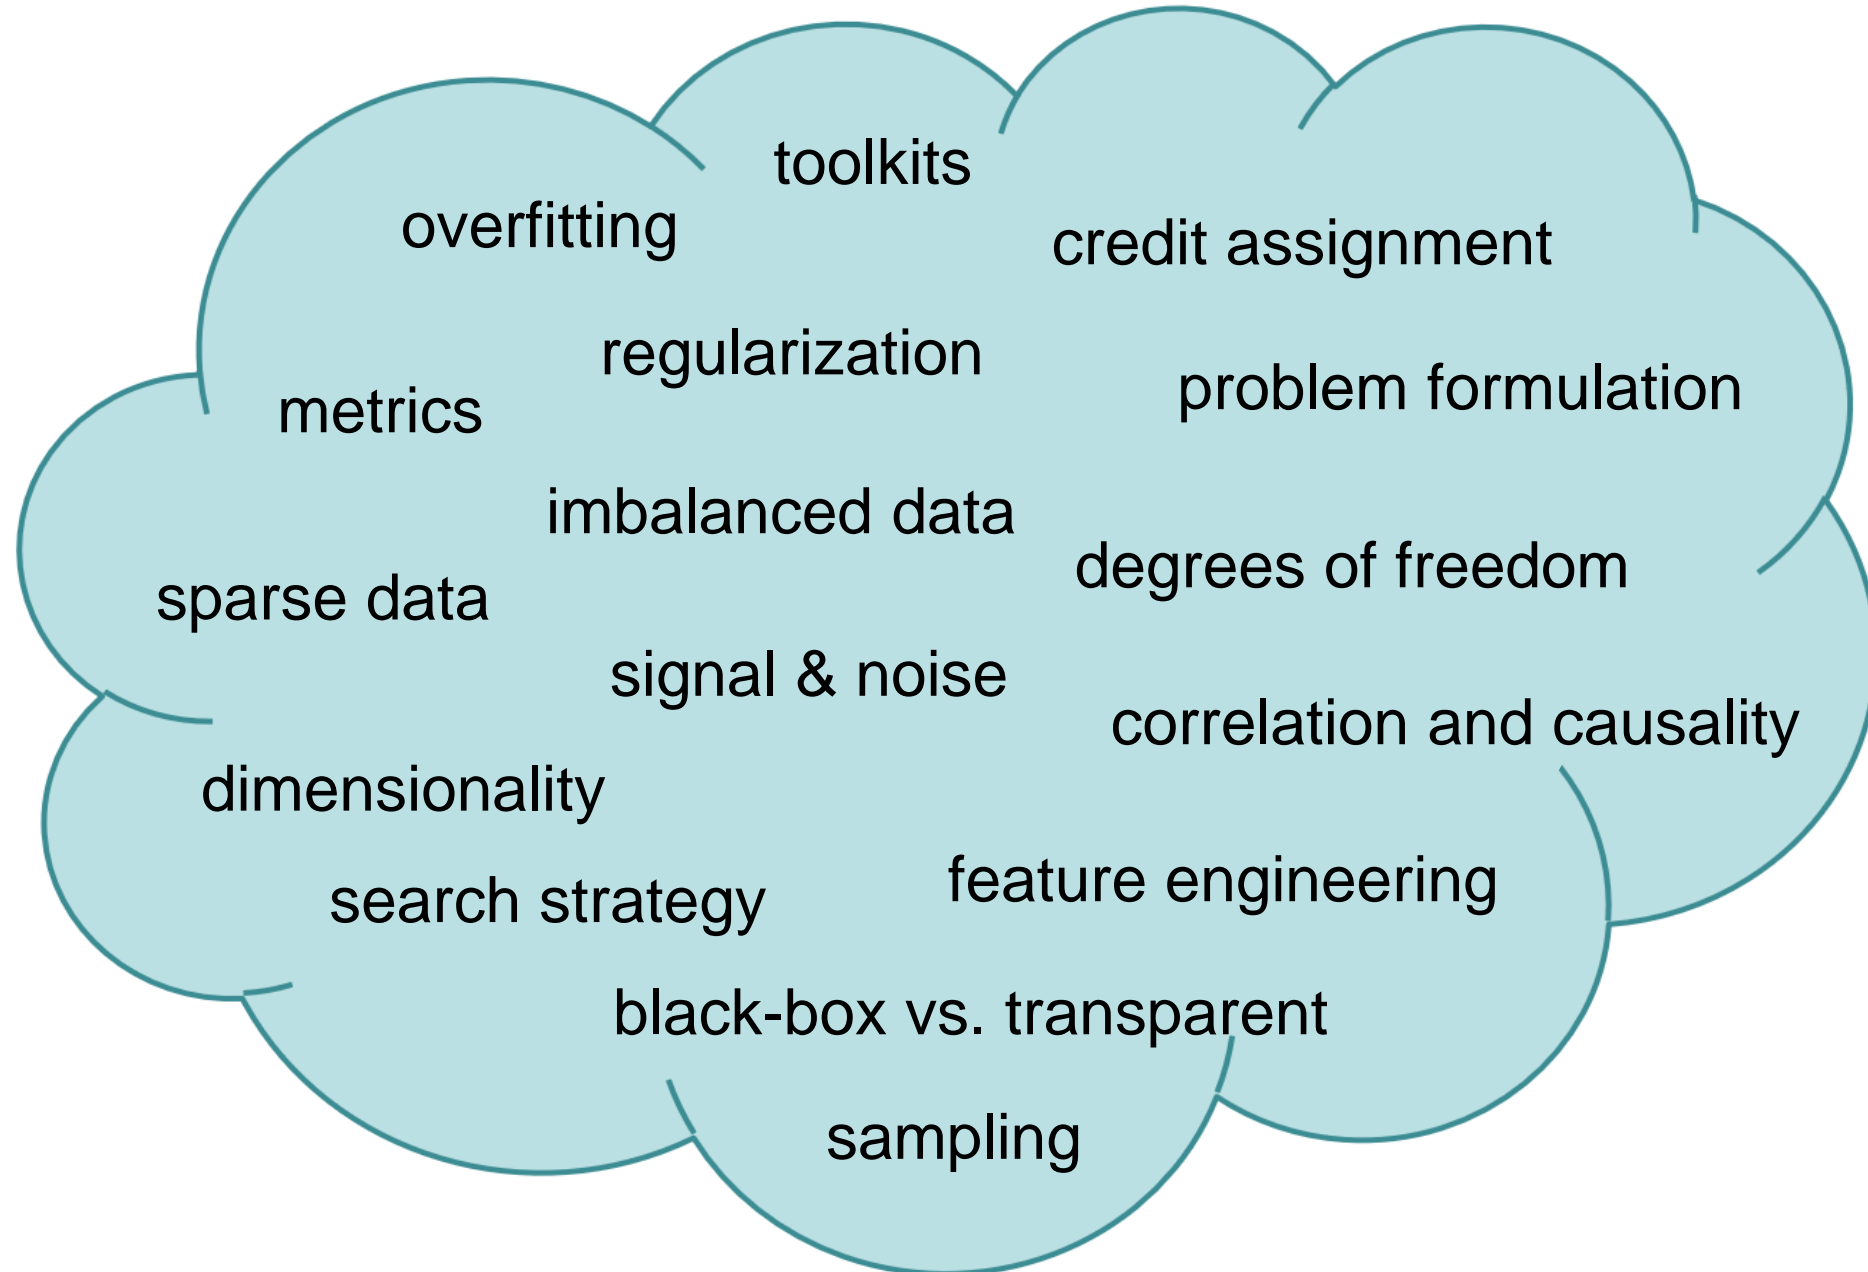 toolkits
overfitting
credit assignment
regularization
problem formulation
metrics
imbalanced data
degrees of freedom
sparse data
signal & noise
correlation and causality
dimensionality
feature engineering
search strategy
black-box vs. transparent
sampling